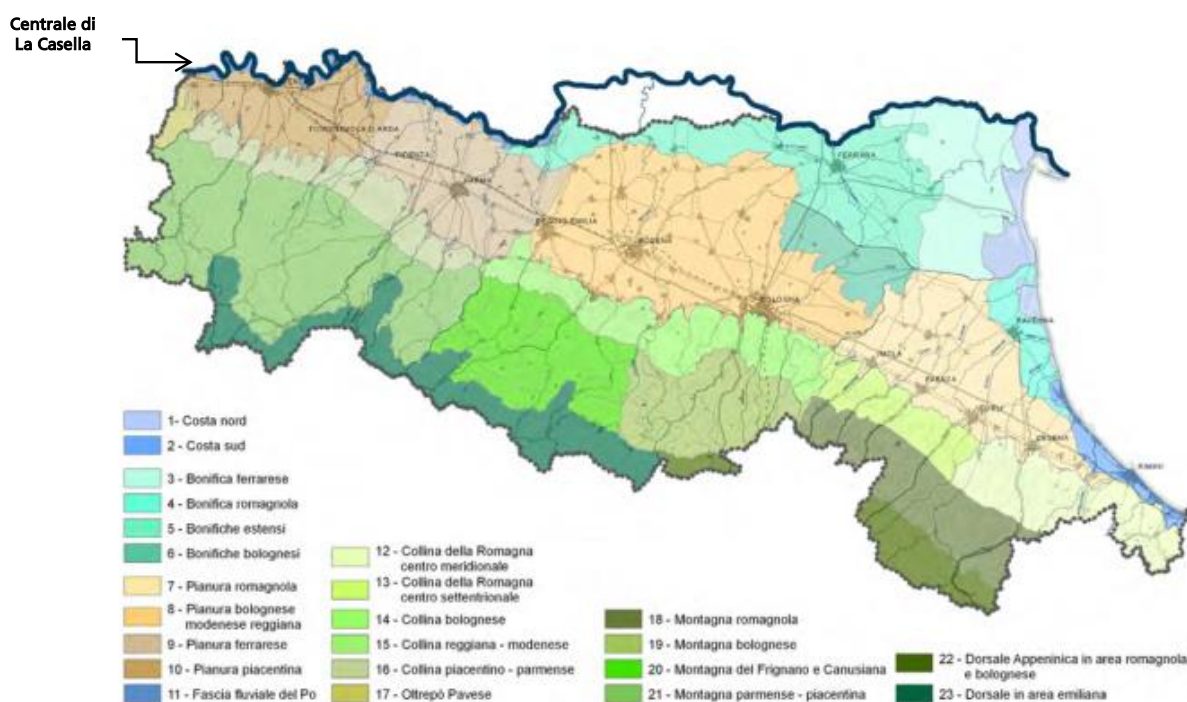 Centrale di
La Casella
FIORENZUOLA D'ARDA
FIDENZA
PARMA
REGGIO EMILIA
MODENA
BOLOGNA
FERRARA
RAVENNA
IMOLA
FAENZA
FORLI
CESENA
RIMINI
1- Costa nord
2 - Costa sud
3 - Bonifica ferrarese
4 - Bonifica romagnola
5 - Bonifiche estensi
6 - Bonifiche bolognesi
7 - Pianura romagnola
8 - Pianura bolognese
modenese reggiana
9 - Pianura ferrarese
10 - Pianura piacentina
11 - Fascia fluviale del Po
12 - Collina della Romagna
centro meridionale
13 - Collina della Romagna
centro settentrionale
14 - Collina bolognese
15 - Collina reggiana - modenese
16 - Collina piacentino - parmense
17 - Oltrepò Pavese
18 - Montagna romagnola
19 - Montagna bolognese
20 - Montagna del Frignano e Canusiana
21 - Montagna parmense - piacentina
22 - Dorsale Appeninica in area romagnola
e bolognese
23 - Dorsale in area emiliana